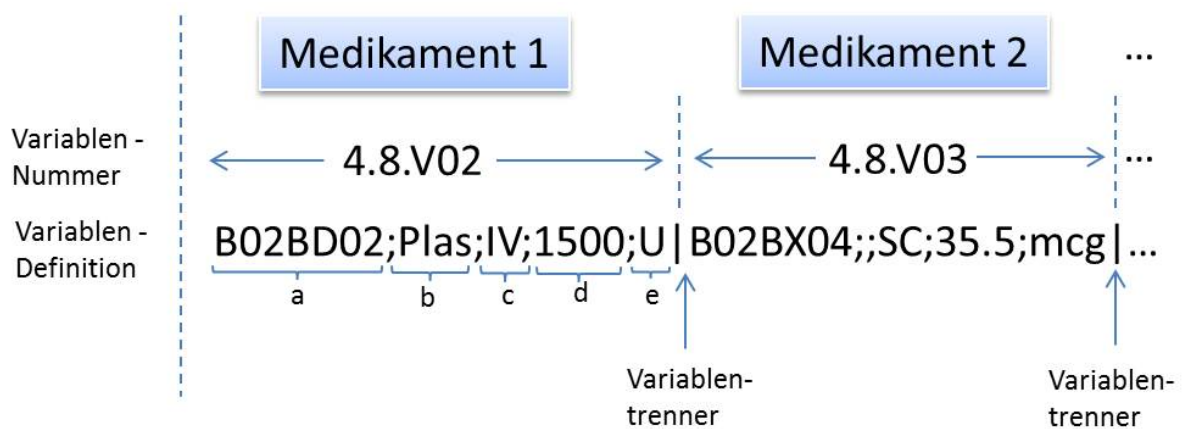 Medikament 1
Medikament 2
...
Variablen -
Nummer
4.8.V02
4.8.V03
...
Variablen -
Definition
B02BD02;Plas;IV;1500;U|B02BX04;;SC;35.5;mcg|...
a
b
c
d
e
Variablen-
trenner
Variablen-
trenner